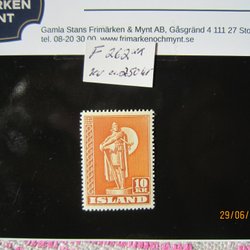 RKEN
MYNT
Gamla Stans Frimärken & Mynt AB, Gåsgränd 4 111 27 Sto
tel. 08-20 30 00 www.frimarkenochmynt.se
F 262
10
KR
ISLAND
29/06/